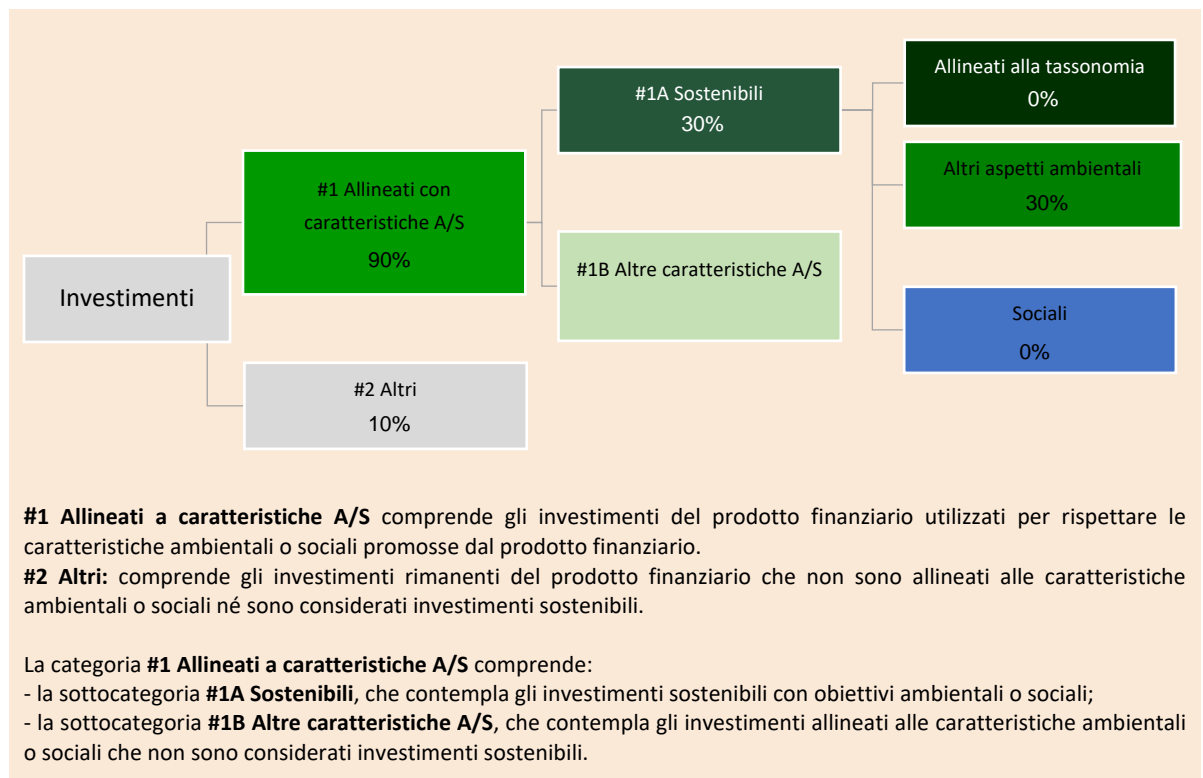 Investimenti
#1 Allineati con
caratteristiche A/S
90%
#2 Altri
10%
#1A Sostenibili
30%
#1B Altre caratteristiche A/S
Allineati alla tassonomia
0%
Altri aspetti ambientali
30%
Sociali
0%
#1 Allineati a caratteristiche A/S comprende gli investimenti del prodotto finanziario utilizzati per rispettare le
caratteristiche ambientali o sociali promosse dal prodotto finanziario.
#2 Altri: comprende gli investimenti rimanenti del prodotto finanziario che non sono allineati alle caratteristiche
ambientali o sociali né sono considerati investimenti sostenibili.
La categoria #1 Allineati a caratteristiche A/S comprende:
- la sottocategoria #1A Sostenibili, che contempla gli investimenti sostenibili con obiettivi ambientali o sociali;
- la sottocategoria #1B Altre caratteristiche A/S, che contempla gli investimenti allineati alle caratteristiche ambientali
o sociali che non sono considerati investimenti sostenibili.